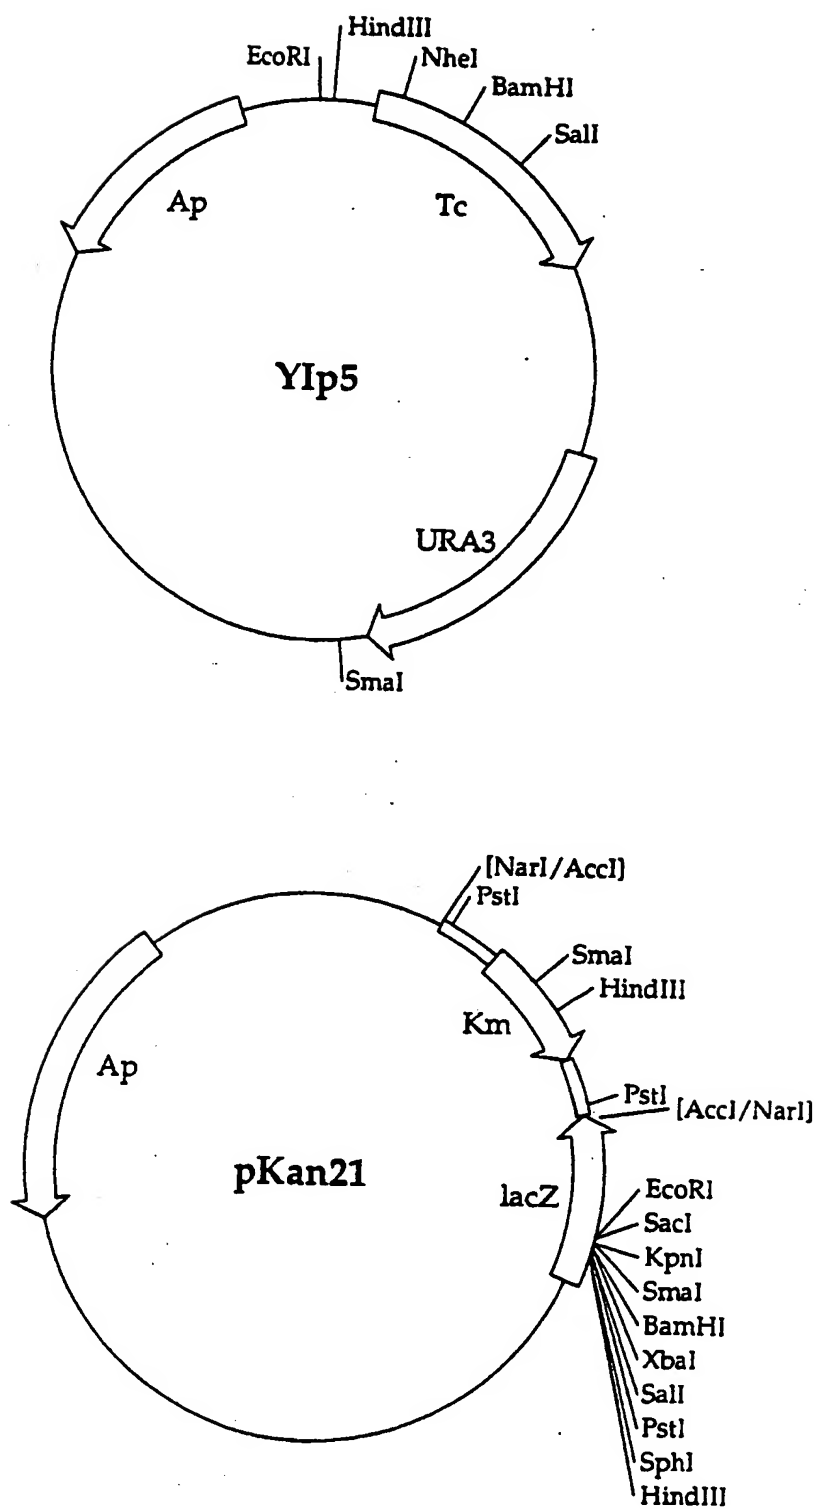 HindIII
EcoRI
NheI
BamHI
SalI
Ap
Tc
YIp5
URA3
SmaI
[NarI/AccI]
PstI
SmaI
HindIII
Km
Ap
PstI
[AccI/NarI]
pKan21
lacZ
EcoRI
SacI
KpnI
SmaI
BamHI
XbaI
SalI
PstI
SphI
HindIII